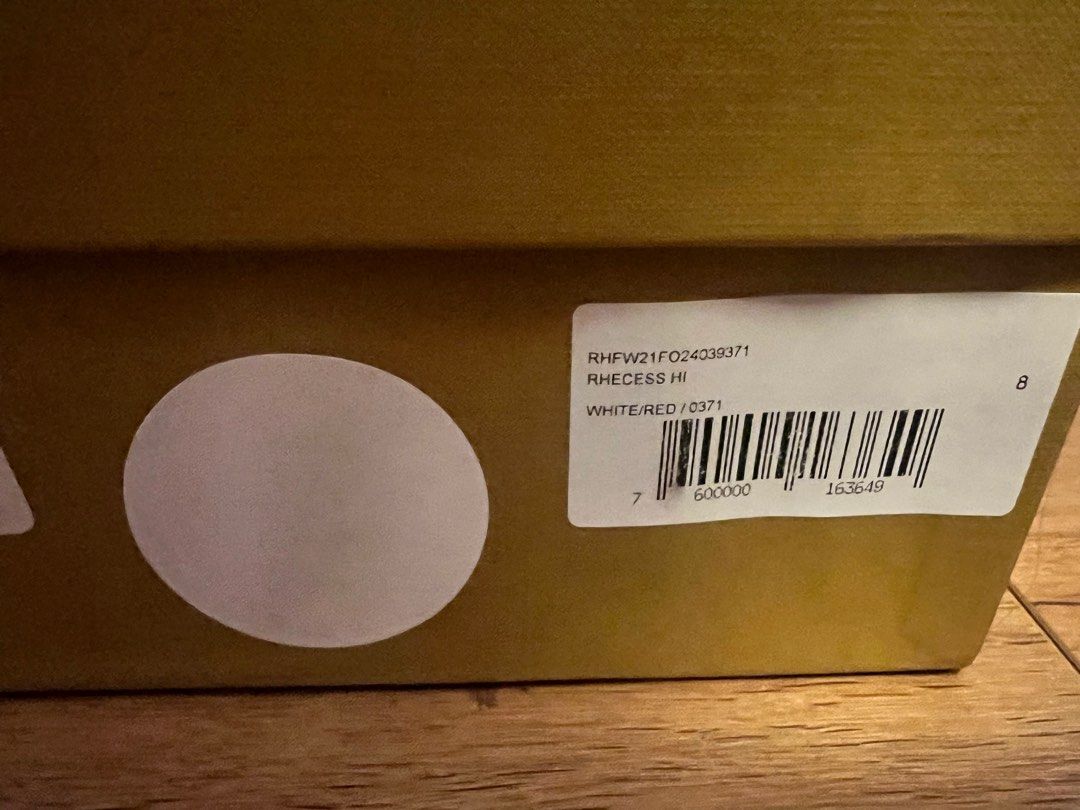 RHFW21FO24039371
RHECESS HI
8
WHITE/RED / 0371
7 600000 163649